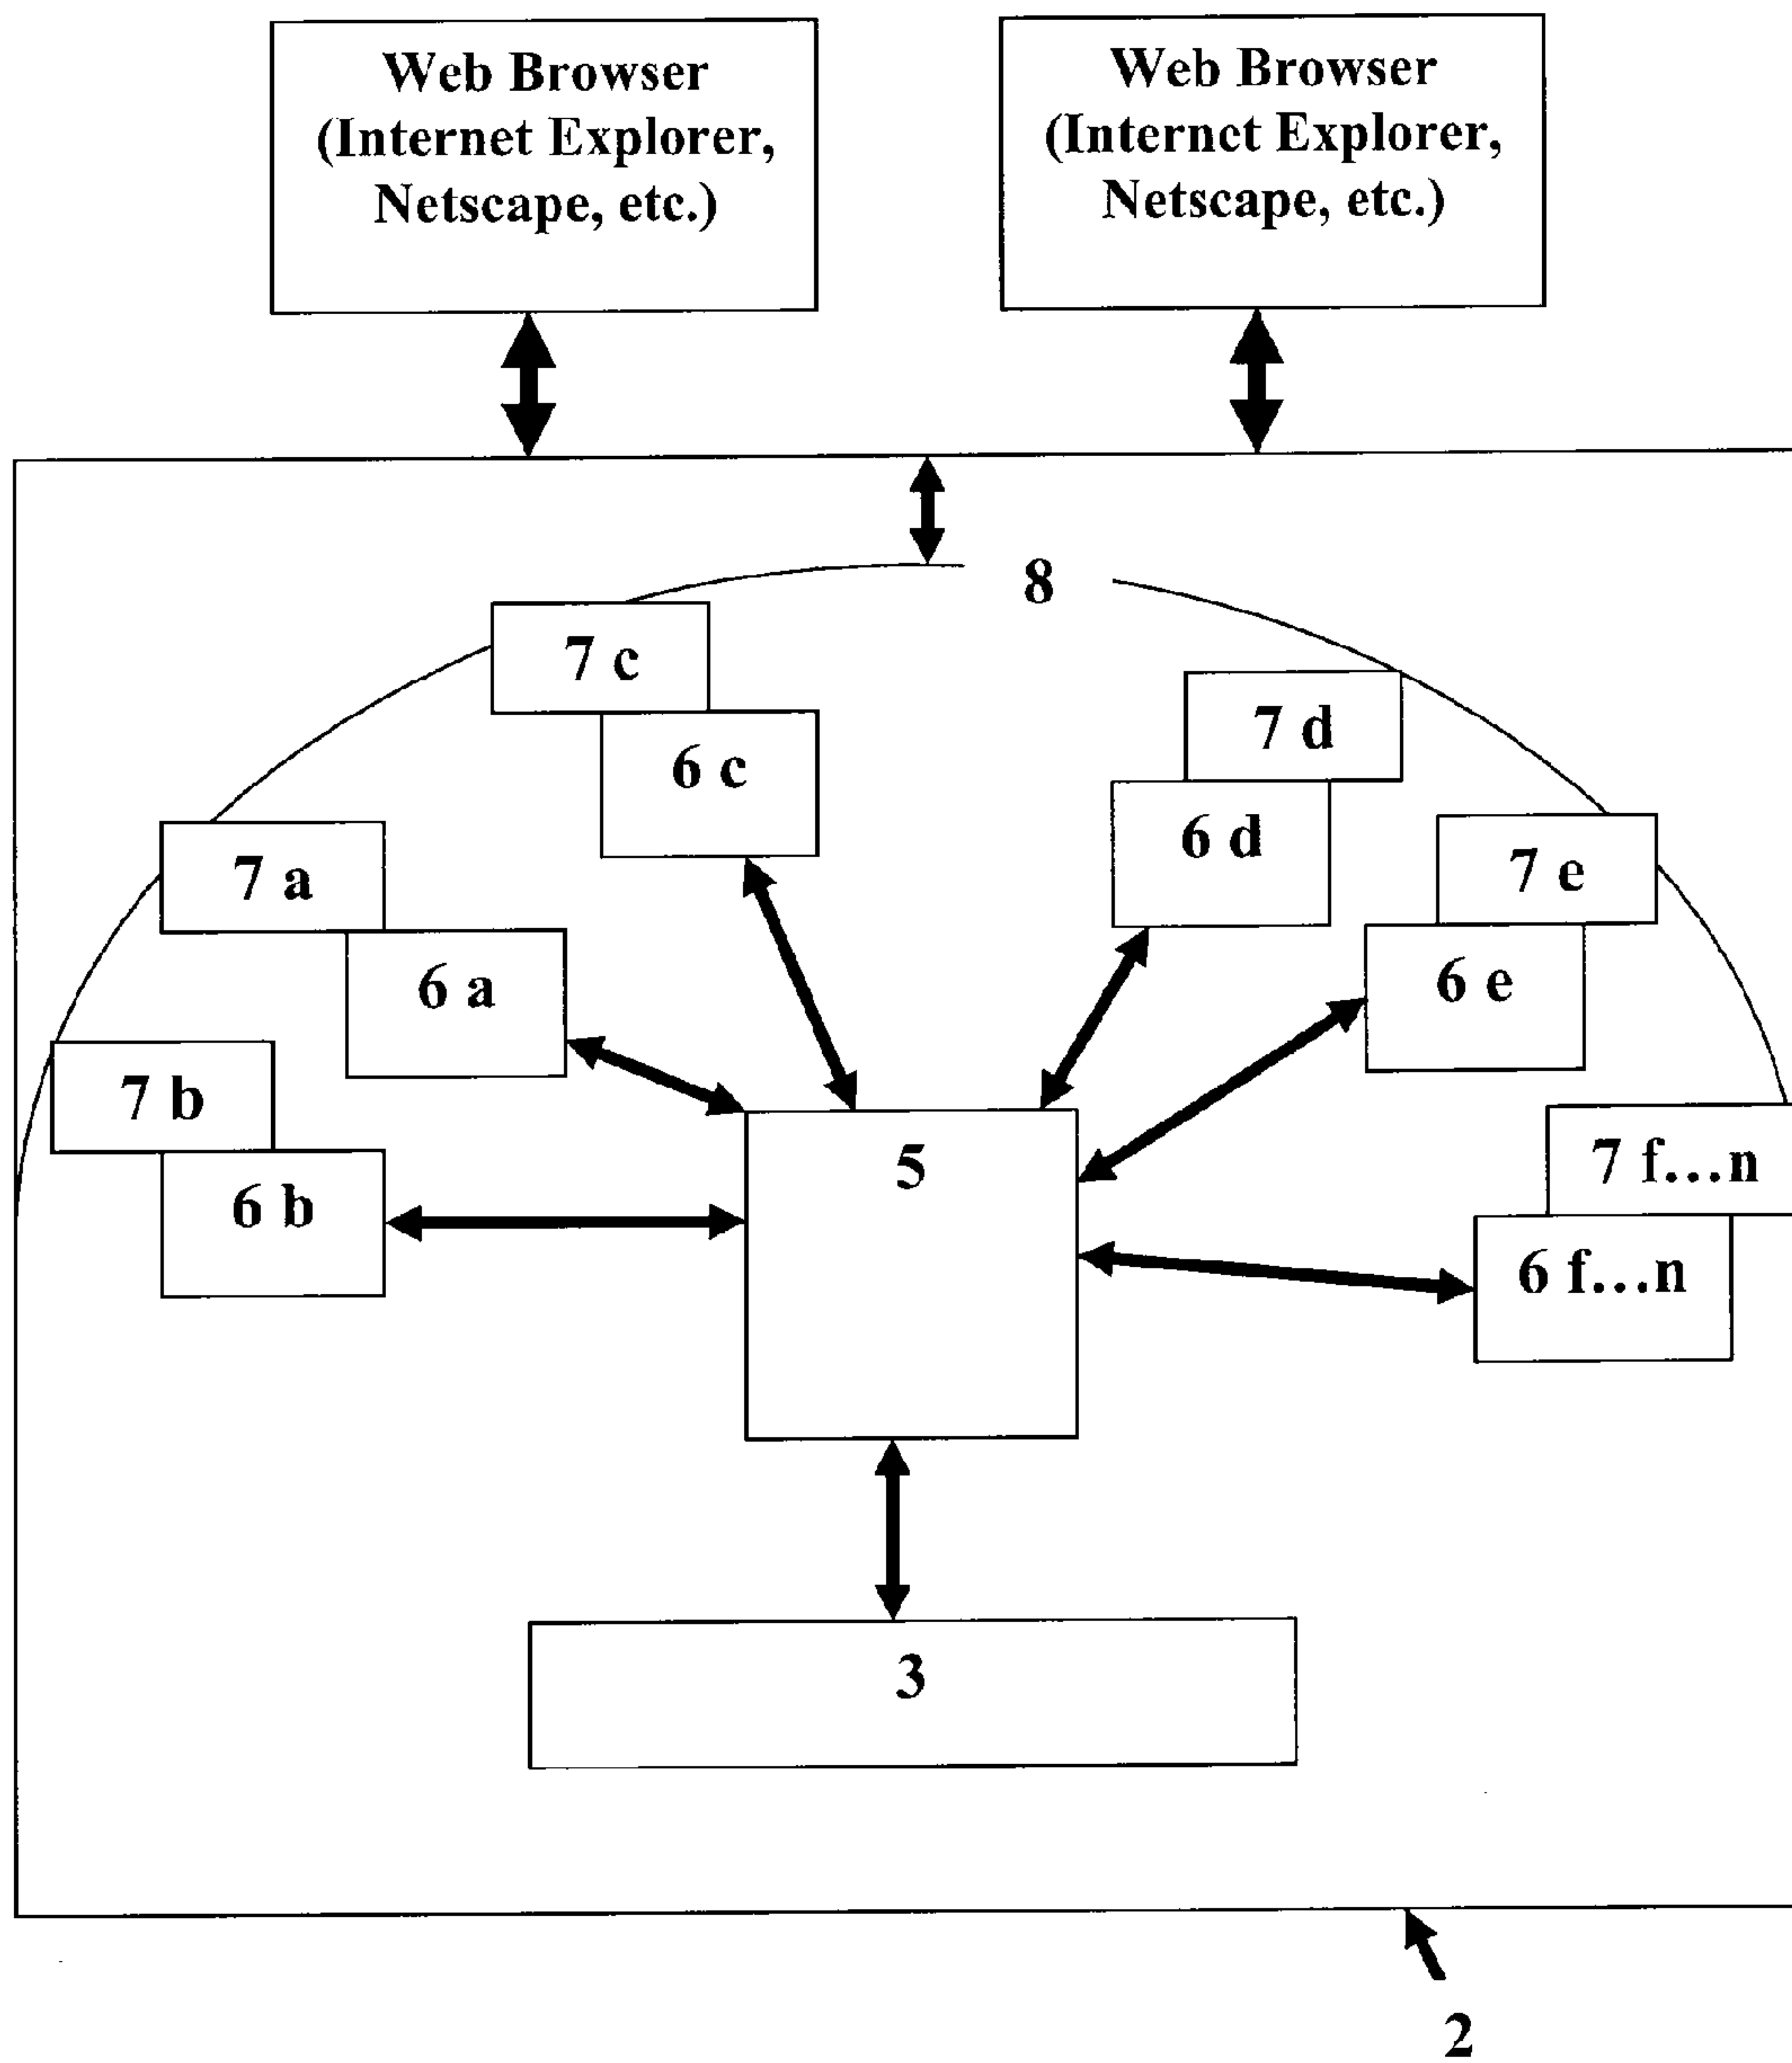 Web Browser
(Internet Explorer,
Netscape, etc.)
Web Browser
(Internet Explorer,
Netscape, etc.)
8
7 c
6 c
7 d
6 d
7 a
6 a
7 e
6 e
7 b
6 b
5
7 f...n
6 f...n
3
2